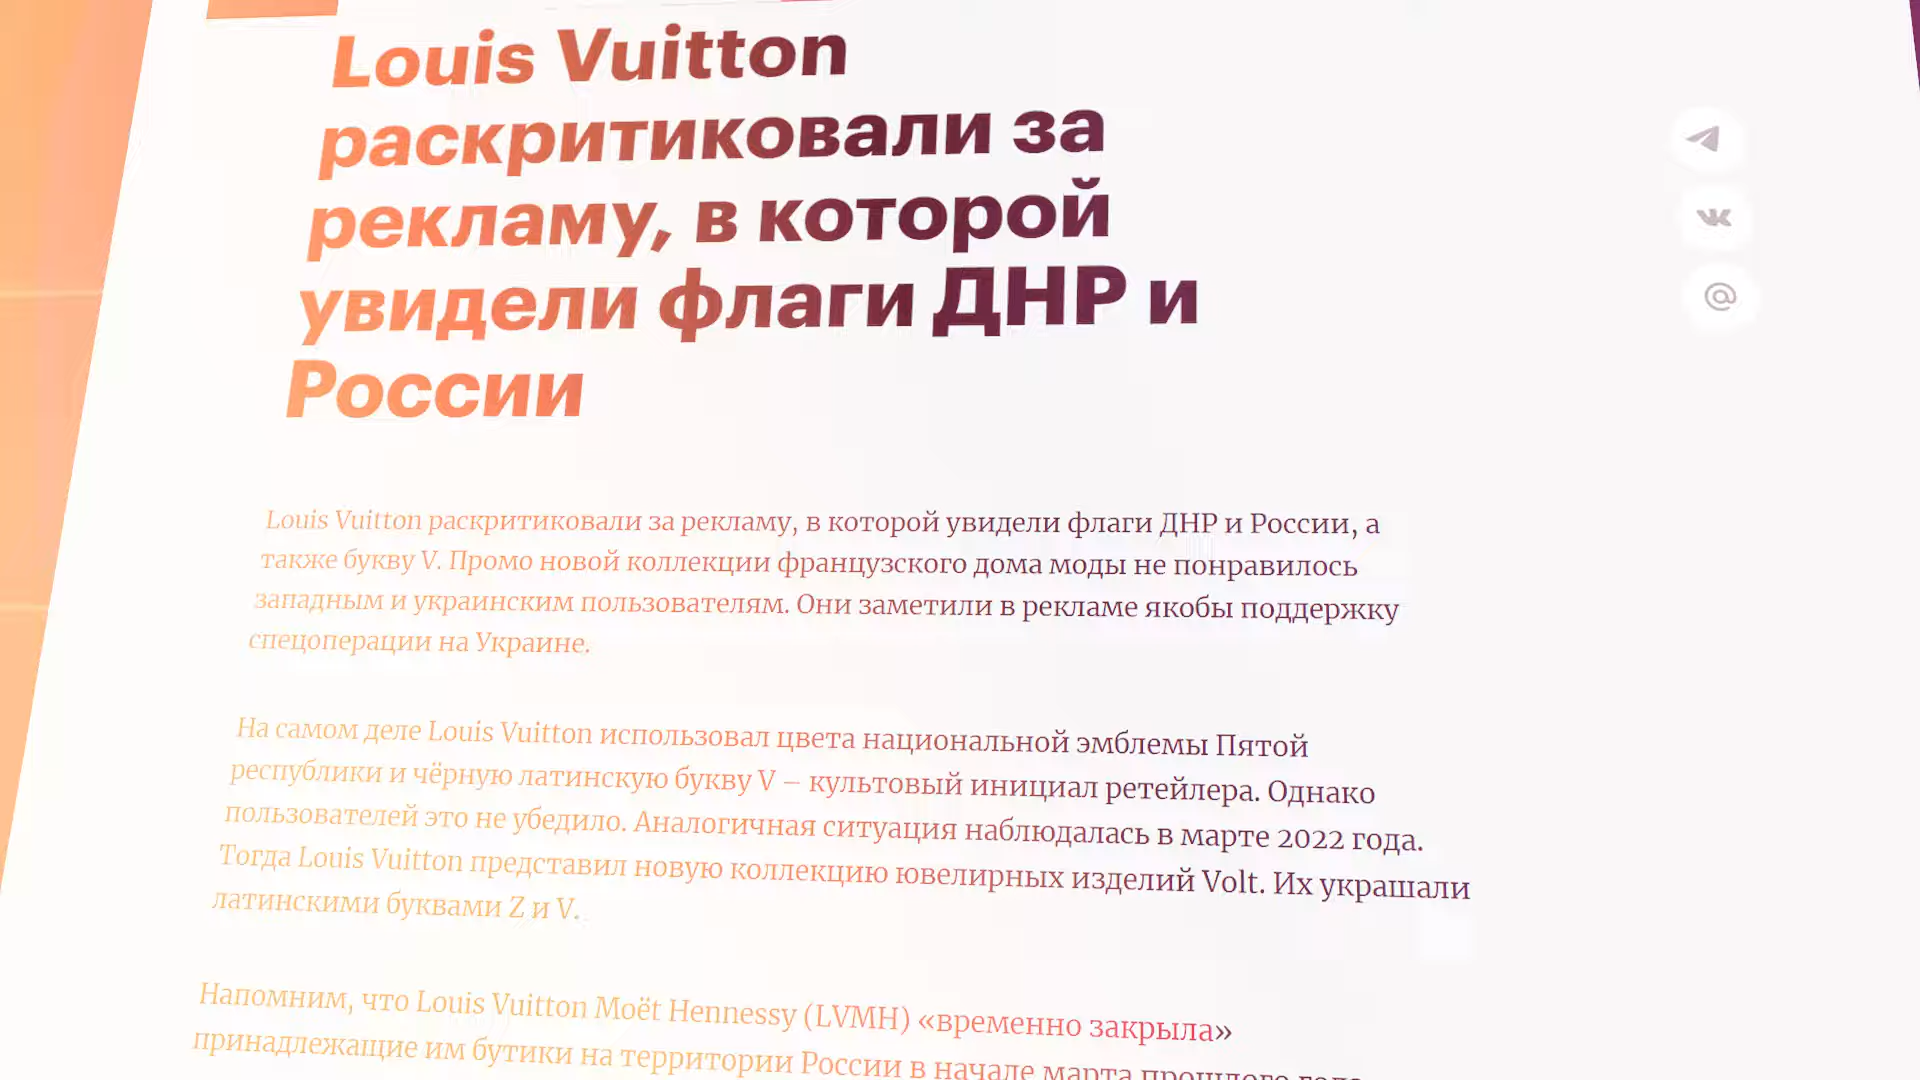 Louis Vuitton
раскритиковали за
рекламу, в которой
увидели флаги ДНР и
России
Louis Vuitton раскритиковали за рекламу, в которой увидели флаги ДНР и России, а
также букву V. Промо новой коллекции французского дома моды не понравилось
западным и украинским пользователям. Они заметили в рекламе якобы поддержку
спецоперации на Украине.
На самом деле Louis Vuitton использовал цвета национальной эмблемы Пятой
республики и чёрную латинскую букву V – культовый инициал ретейлера. Однако
пользователей это не убедило. Аналогичная ситуация наблюдалась в марте 2022 года.
Тогда Louis Vuitton представил новую коллекцию ювелирных изделий Volt. Их украшали
латинскими буквами Z и V.
Напомним, что Louis Vuitton Moët Hennessy (LVMH) «временно закрыла»
принадлежащие им бутики на территории России в начале марта прошлого года